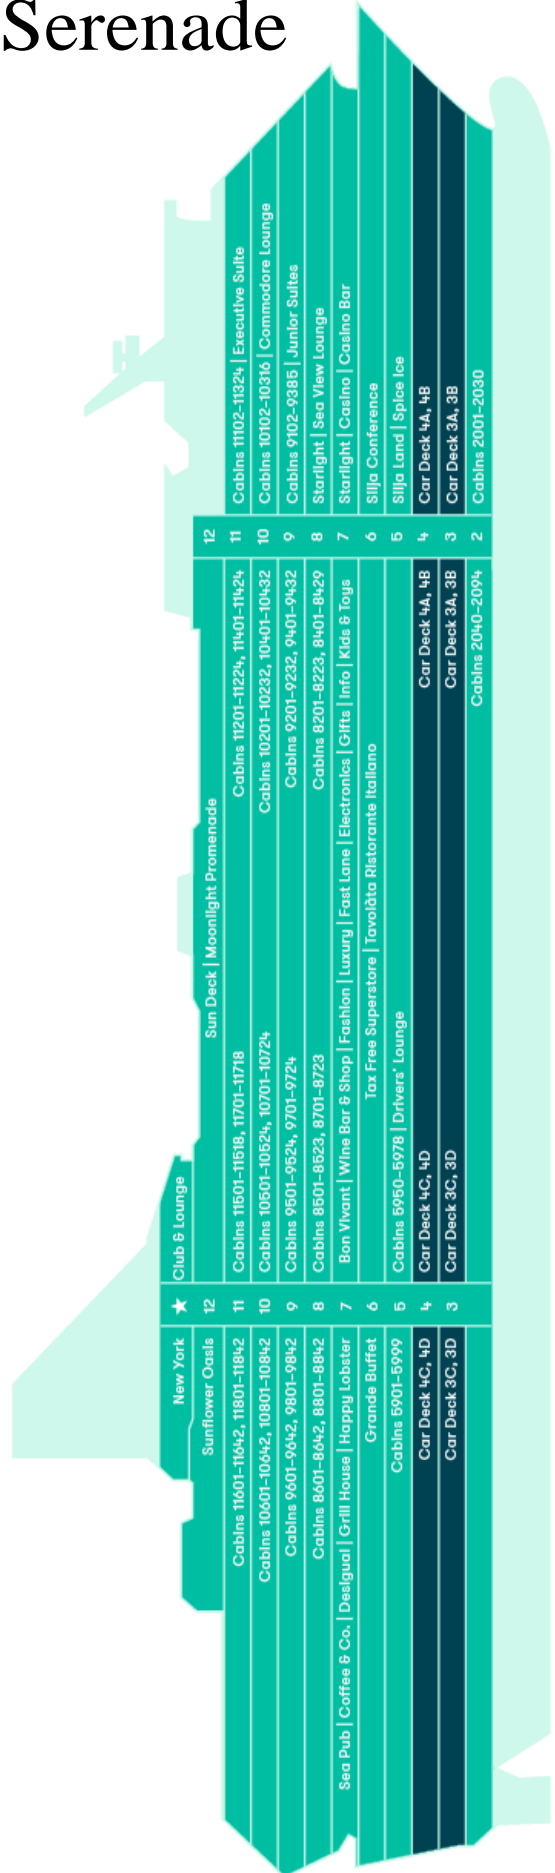 Serenade
New York ★ Club & Lounge
Sunflower Oasis 12 Sun Deck | Moonlight Promenade 12
Cabins 11601-11642, 11801-11842 11 Cabins 11501-11518, 11701-11718 Cabins 11201-11224, 11401-11424 11 Cabins 11102-11324 | Executive Suite
Cabins 10601-10642, 10801-10842 10 Cabins 10501-10524, 10701-10724 Cabins 10201-10232, 10401-10432 10 Cabins 10102-10316 | Commodore Lounge
Cabins 9601-9642, 9801-9842 9 Cabins 9501-9524, 9701-9724 Cabins 9201-9232, 9401-9432 9 Cabins 9102-9385 | Junior Suites
Cabins 8601-8642, 8801-8842 8 Cabins 8501-8523, 8701-8723 Cabins 8201-8223, 8401-8429 8 Starlight | Sea View Lounge
Sea Pub | Coffee & Co. | Desigual | Grill House | Happy Lobster 7 Bon Vivant | Wine Bar & Shop | Fashion | Luxury | Fast Lane | Electronics | Gifts | Info | Kids & Toys 7 Starlight | Casino | Casino Bar
Grande Buffet 6 Tax Free Superstore | Tavolàta Ristorante Italiano 6 Silja Conference
Cabins 5901-5999 5 Cabins 5950-5978 | Drivers' Lounge 5 Silja Land | Spice Ice
Car Deck 4C, 4D 4 Car Deck 4C, 4D Car Deck 4A, 4B 4 Car Deck 4A, 4B
Car Deck 3C, 3D 3 Car Deck 3C, 3D Car Deck 3A, 3B 3 Car Deck 3A, 3B
Cabins 2040-2094 2 Cabins 2001-2030